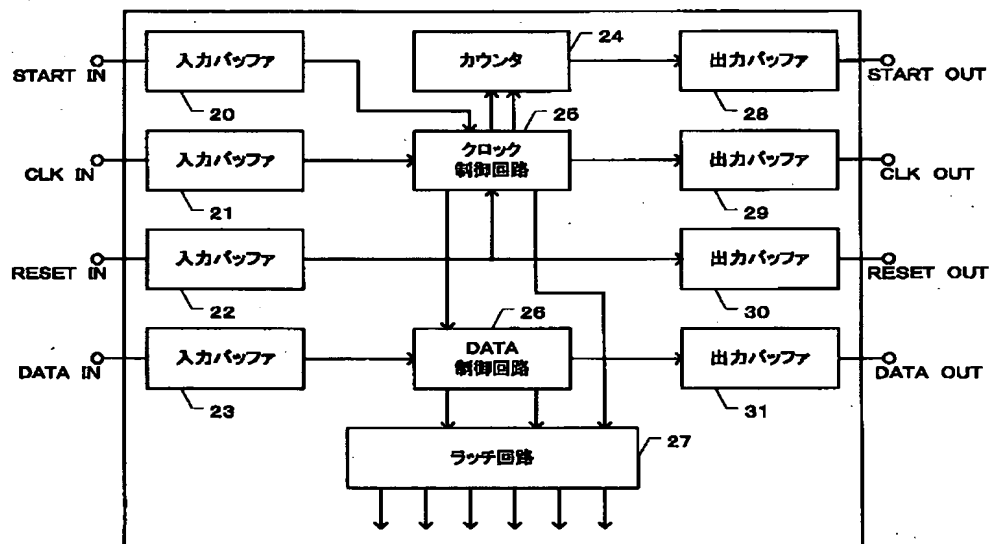 24
START IN
入力バッファ
カウンタ
出力バッファ
START OUT
20
25
28
CLK IN
入力バッファ
クロック
制御回路
出力バッファ
CLK OUT
21
29
RESET IN
入力バッファ
出力バッファ
RESET OUT
22
26
30
DATA IN
入力バッファ
DATA
制御回路
出力バッファ
DATA OUT
23
31
27
ラッチ回路